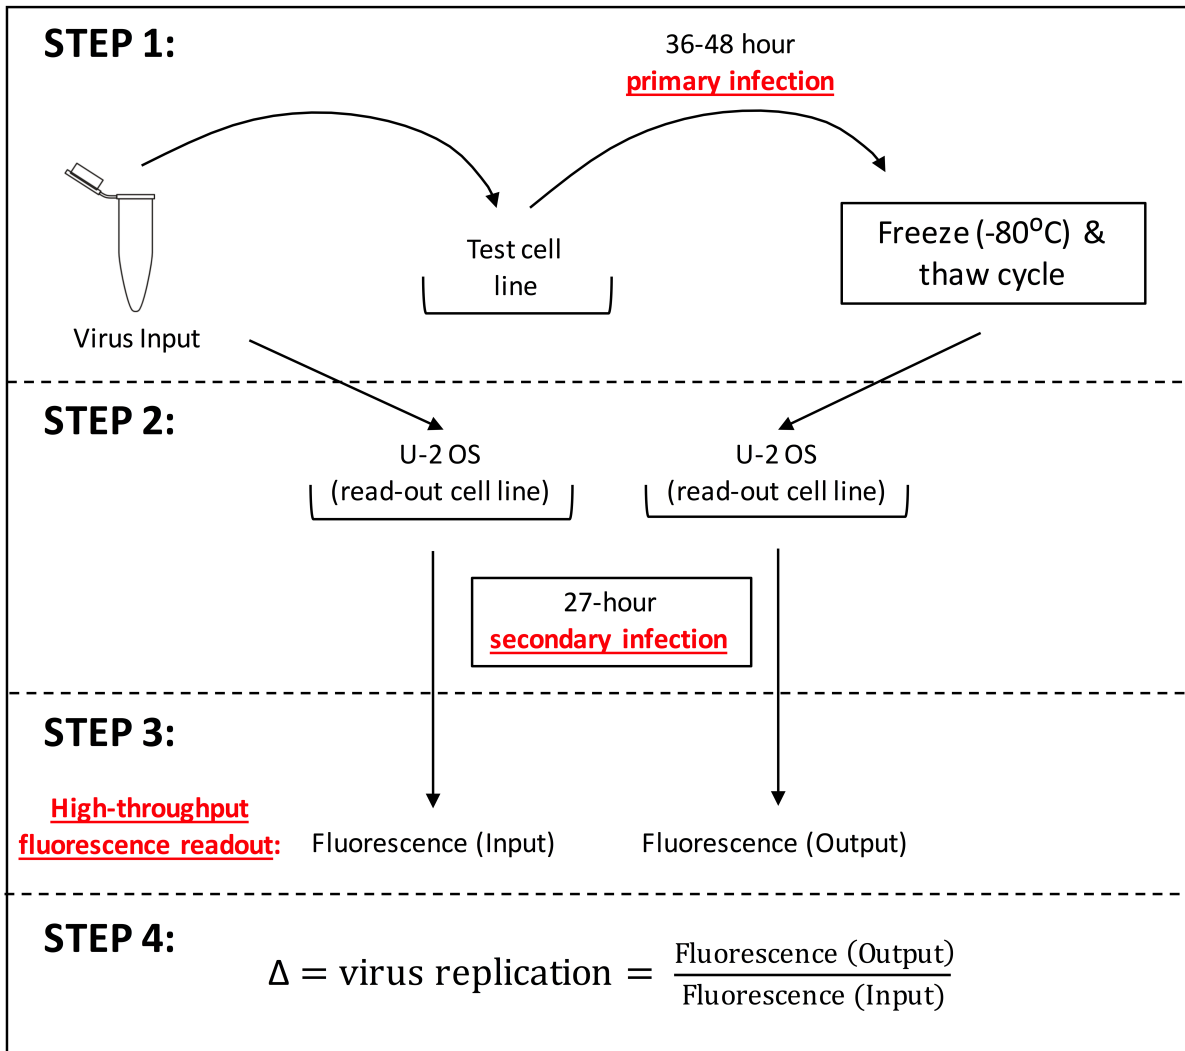 STEP 1:
36-48 hour
primary infection
Test cell
line
Freeze (-80⁰C) &
thaw cycle
Virus Input
STEP 2:
U-2 OS
(read-out cell line)
U-2 OS
(read-out cell line)
27-hour
secondary infection
STEP 3:
High-throughput
fluorescence readout:
Fluorescence (Input)
Fluorescence (Output)
STEP 4:
Δ = virus replication = Fluorescence (Output)
Fluorescence (Input)